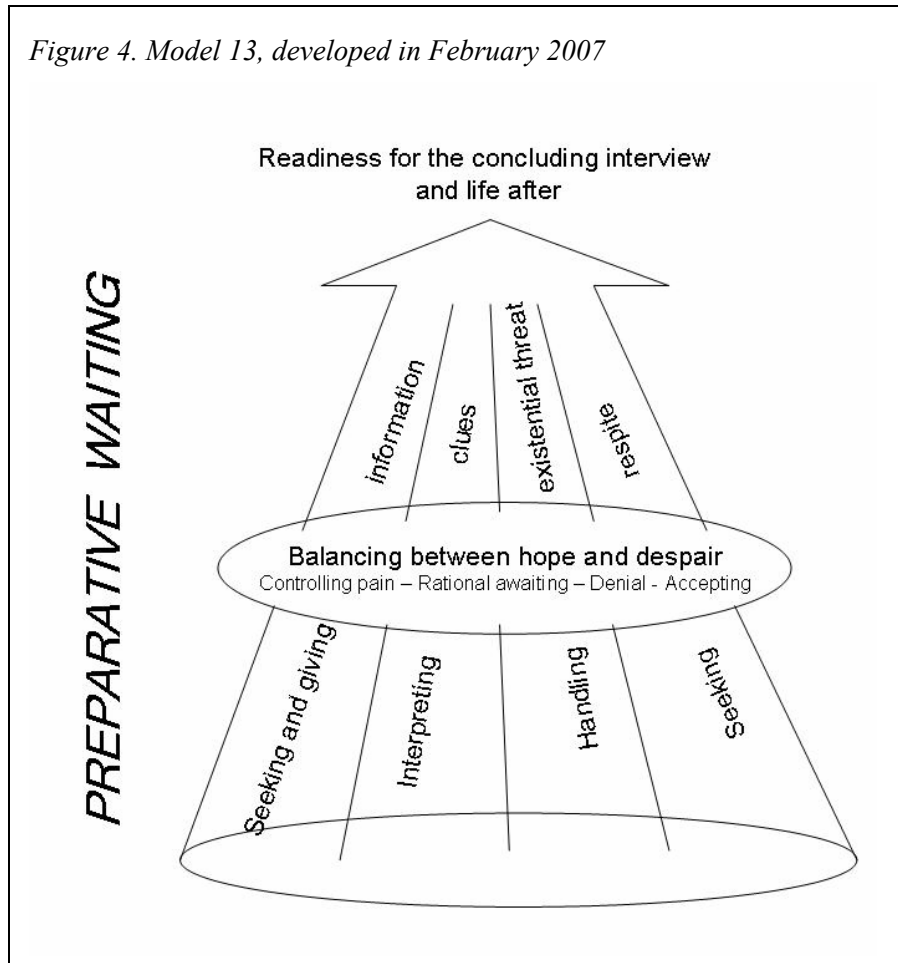 Figure 4. Model 13, developed in February 2007
Readiness for the concluding interview
and life after
PREPARATIVE WAITING
information
clues
existential threat
respite
Balancing between hope and despair
Controlling pain – Rational awaiting – Denial - Accepting
Seeking and giving
Interpreting
Handling
Seeking